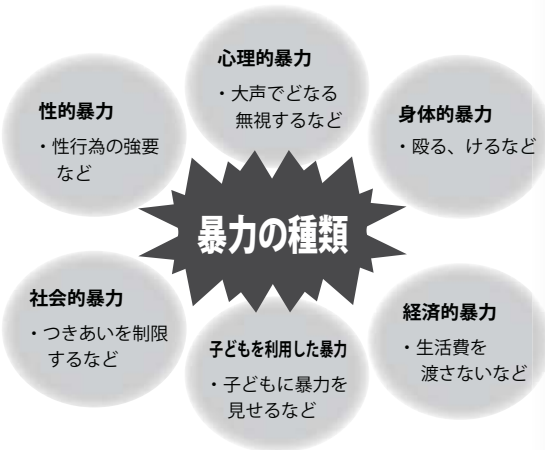 心理的暴力
・大声でどなる
無視するなど
性的暴力
・性行為の強要
など
身体的暴力
・殴る、けるなど
暴力の種類
社会的暴力
・つきあいを制限
するなど
子どもを利用した暴力
・子どもに暴力を
見せるなど
経済的暴力
・生活費を
渡さないなど